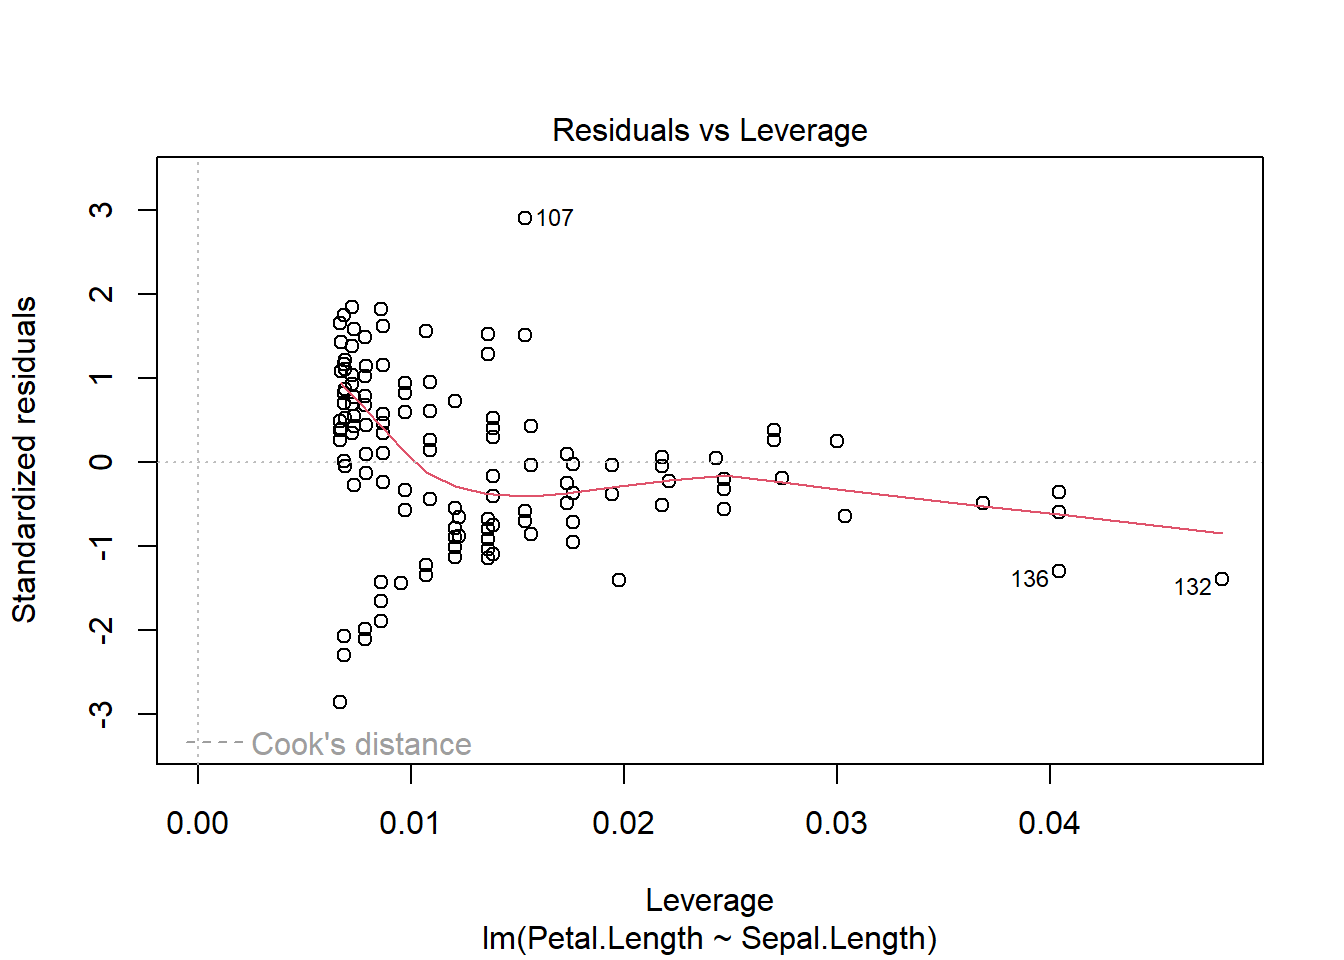 Residuals vs Leverage
Standardized residuals
3
2
1
0
-1
-2
-3
107
136
132
Cook's distance
0.00 0.01 0.02 0.03 0.04
Leverage
lm(Petal.Length ~ Sepal.Length)